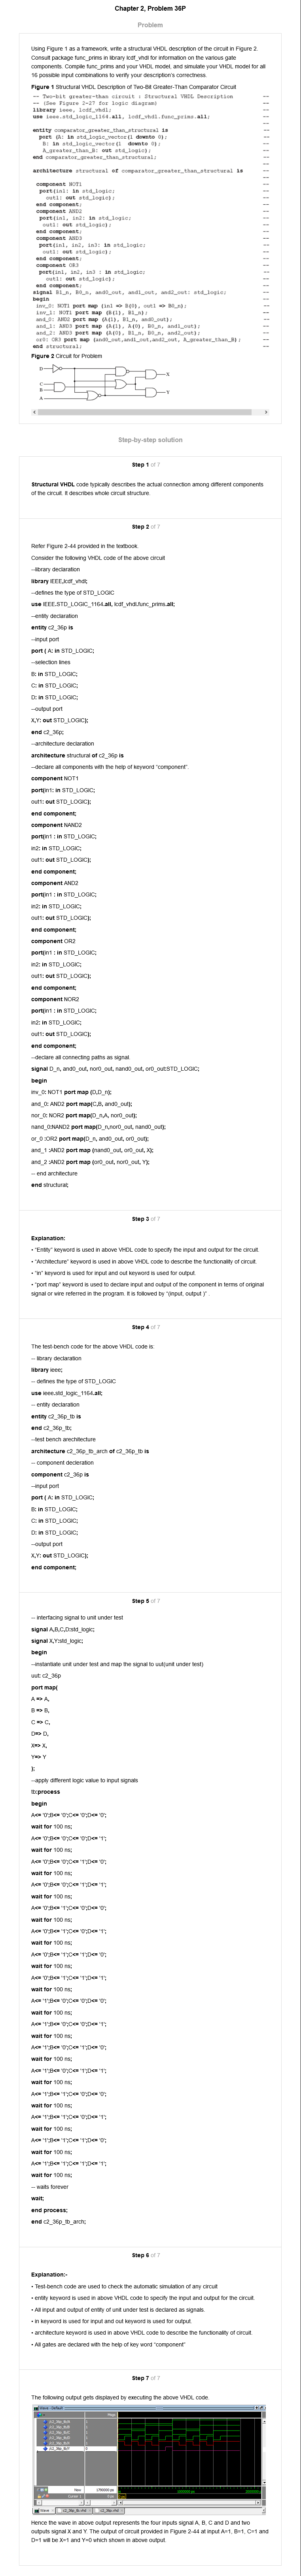 Chapter 2, Problem 36P
Problem
Using Figure 1 as a framework, write a structural VHDL description of the circuit in Figure 2.
Consult package func_prims in library lcdf_vhdl for information on the various gate
components. Compile func_prims and your VHDL model, and simulate your VHDL model for all
16 possible input combinations to verify your description's correctness.
Figure 1 Structural VHDL Description of Two-Bit Greater-Than Comparator Circuit
-- Two-bit greater-than circuit : Structural VHDL Description --
-- (See Figure 2-27 for logic diagram) --
library ieee, lcdf_vhdl; --
use ieee.std_logic_1164.all, lcdf_vhdl.func_prims.all; --
--
entity comparator_greater_than_structural is --
port (A: in std_logic_vector(1 downto 0); --
B: in std_logic_vector(1 downto 0); --
A_greater_than_B: out std_logic); --
end comparator_greater_than_structural; --
--
architecture structural of comparator_greater_than_structural is --
--
component NOT1 --
port(in1: in std_logic; --
out1: out std_logic); --
end component; --
component AND2 --
port(in1, in2: in std_logic; --
out1: out std_logic); --
end component; --
component AND3 --
port(in1, in2, in3: in std_logic; --
out1: out std_logic); --
end component; --
component OR3 --
port(in1, in2, in3 : in std_logic; --
out1: out std_logic); --
end component; --
signal B1_n, B0_n, and0_out, and1_out, and2_out: std_logic; --
begin --
inv_0: NOT1 port map (in1 => B(0), out1 => B0_n); --
inv_1: NOT1 port map (B(1), B1_n); --
and_0: AND2 port map (A(1), B1_n, and0_out); --
and_1: AND3 port map (A(1), A(0), B0_n, and1_out); --
and_2: AND3 port map (A(0), B1_n, B0_n, and2_out); --
or0: OR3 port map (and0_out,and1_out,and2_out, A_greater_than_B); --
end structural; --
Figure 2 Circuit for Problem
D
X
C
B
Y
A
Step-by-step solution
Step 1 of 7
Structural VHDL code typically describes the actual connection among different components
of the circuit. It describes whole circuit structure.
Step 2 of 7
Refer Figure 2-44 provided in the textbook.
Consider the following VHDL code of the above circuit
--library declaration
library IEEE,lcdf_vhdl;
--defines the type of STD_LOGIC
use IEEE.STD_LOGIC_1164.all, lcdf_vhdl.func_prims.all;
--entity declaration
entity c2_36p is
--input port
port ( A: in STD_LOGIC;
--selection lines
B: in STD_LOGIC;
C: in STD_LOGIC;
D: in STD_LOGIC;
--output port
X,Y: out STD_LOGIC);
end c2_36p;
--architecture declaration
architecture structural of c2_36p is
--declare all components with the help of keyword "component".
component NOT1
port(in1: in STD_LOGIC;
out1: out STD_LOGIC);
end component;
component NAND2
port(in1 : in STD_LOGIC;
in2: in STD_LOGIC;
out1: out STD_LOGIC);
end component;
component AND2
port(in1 : in STD_LOGIC;
in2: in STD_LOGIC;
out1: out STD_LOGIC);
end component;
component OR2
port(in1 : in STD_LOGIC;
in2: in STD_LOGIC;
out1: out STD_LOGIC);
end component;
component NOR2
port(in1 : in STD_LOGIC;
in2: in STD_LOGIC;
out1: out STD_LOGIC);
end component;
--declare all connecting paths as signal
signal D_n, and0_out, nor0_out, nand0_out, or0_out:STD_LOGIC;
begin
inv_0: NOT1 port map (D,D_n);
and_0: AND2 port map(C,B, and0_out);
nor_0: NOR2 port map(D_n,A, nor0_out);
nand_0:NAND2 port map(D_n,nor0_out, nand0_out);
or_0 :OR2 port map(D_n, and0_out, or0_out);
and_1 :AND2 port map (nand0_out, or0_out, X);
and_2 :AND2 port map (or0_out, nor0_out, Y);
-- end architecture
end structural;
Step 3 of 7
Explanation:
• "Entity" keyword is used in above VHDL code to specify the input and output for the circuit.
• "Architecture" keyword is used in above VHDL code to describe the functionality of circuit.
• "in" keyword is used for input and out keyword is used for output
• "port map" keyword is used to declare input and output of the component in terms of original
signal or wire referred in the program. It is followed by "(input, output )" .
Step 4 of 7
The test-bench code for the above VHDL code is:
-- library declaration
library ieee;
-- defines the type of STD_LOGIC
use ieee.std_logic_1164.all;
-- entity declaration
entity c2_36p_tb is
end c2_36p_tb;
--test bench arechitecture
architecture c2_36p_tb_arch of c2_36p_tb is
-- component decleration
component c2_36p is
--input port
port ( A: in STD_LOGIC;
B: in STD_LOGIC;
C: in STD_LOGIC;
D: in STD_LOGIC;
--output port
X,Y: out STD_LOGIC);
end component;
Step 5 of 7
-- interfacing signal to unit under test
signal A,B,C,D:std_logic;
signal X,Y:std_logic;
begin
--instantiate unit under test and map the signal to uut(unit under test)
uut: c2_36p
port map(
A => A,
B => B,
C => C,
D=> D,
X=> X,
Y=> Y
);
--apply different logic value to input signals
tb:process
begin
A<= '0';B<= '0';C<= '0';D<= '0';
wait for 100 ns;
A<= '0';B<= '0';C<= '0';D<= '1';
wait for 100 ns;
A<= '0';B<= '0';C<= '1';D<= '0';
wait for 100 ns;
A<= '0';B<= '0';C<= '1';D<= '1';
wait for 100 ns;
A<= '0';B<= '1';C<= '0';D<= '0';
wait for 100 ns;
A<= '0';B<= '1';C<= '0';D<= '1';
wait for 100 ns;
A<= '0';B<= '1';C<= '1';D<= '0';
wait for 100 ns;
A<= '0';B<= '1';C<= '1';D<= '1';
wait for 100 ns;
A<= '1';B<= '0';C<= '0';D<= '0';
wait for 100 ns;
A<= '1';B<= '0';C<= '0';D<= '1';
wait for 100 ns;
A<= '1';B<= '0';C<= '1';D<= '0';
wait for 100 ns;
A<= '1';B<= '0';C<= '1';D<= '1';
wait for 100 ns;
A<= '1';B<= '1';C<= '0';D<= '0';
wait for 100 ns;
A<= '1';B<= '1';C<= '0';D<= '1';
wait for 100 ns;
A<= '1';B<= '1';C<= '1';D<= '0';
wait for 100 ns;
A<= '1';B<= '1';C<= '1';D<= '1';
wait for 100 ns;
-- waits forever
wait;
end process;
end c2_36p_tb_arch;
Step 6 of 7
Explanation:-
• Test-bench code are used to check the automatic simulation of any circuit
• entity keyword is used in above VHDL code to specify the input and output for the circuit.
• All input and output of entity of unit under test is declared as signals.
• in keyword is used for input and out keyword is used for output.
• architecture keyword is used in above VHDL code to describe the functionality of circuit.
• All gates are declared with the help of key word "component"
Step 7 of 7
The following output gets displayed by executing the above VHDL code.
Now
Cursor 1
Hence the wave in above output represents the four inputs signal A, B, C and D and two
outputs signal X and Y. The output of circuit provided in Figure 2-44 at input A=1, B=1, C=1 and
D=1 will be X=1 and Y=0 which shown in above output.